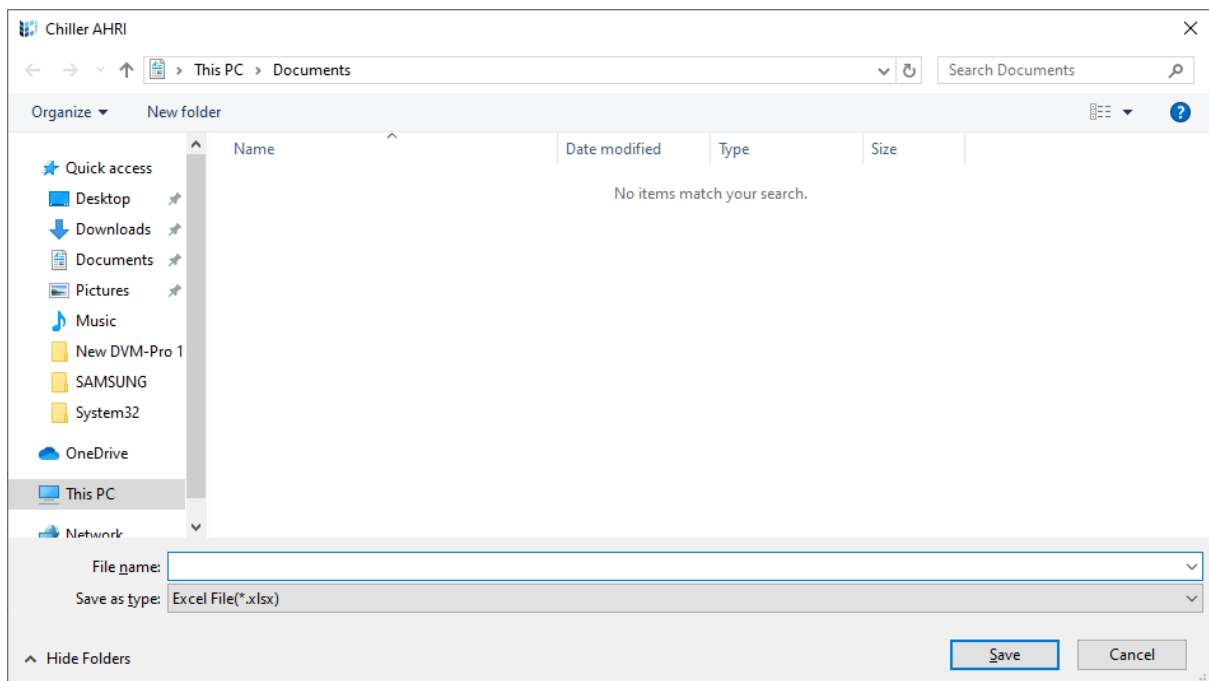 Chiller AHRI
This PC > Documents
Search Documents
Organize
New folder
Name
Date modified
Type
Size
No items match your search.
Quick access
Desktop
Downloads
Documents
Pictures
Music
New DVM-Pro 1
SAMSUNG
System32
OneDrive
This PC
Network
File name:
Save as type: Excel File(*.xlsx)
Hide Folders
Save
Cancel